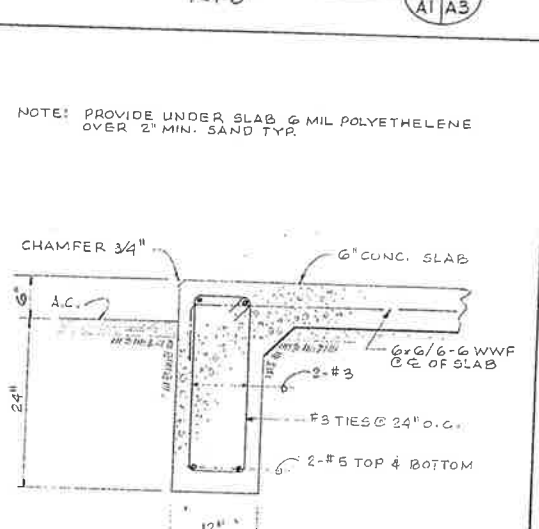 A1 A3
NOTE: PROVIDE UNDER SLAB 6 MIL POLYETHELENE
OVER 2" MIN. SAND TYP.
CHAMFER 3/4"
6" CONC. SLAB
6"
A.C.
6x6/6-6 WWF
@ ℄ OF SLAB
2-#3
24"
#3 TIES @ 24" O.C.
2-#5 TOP & BOTTOM
12"